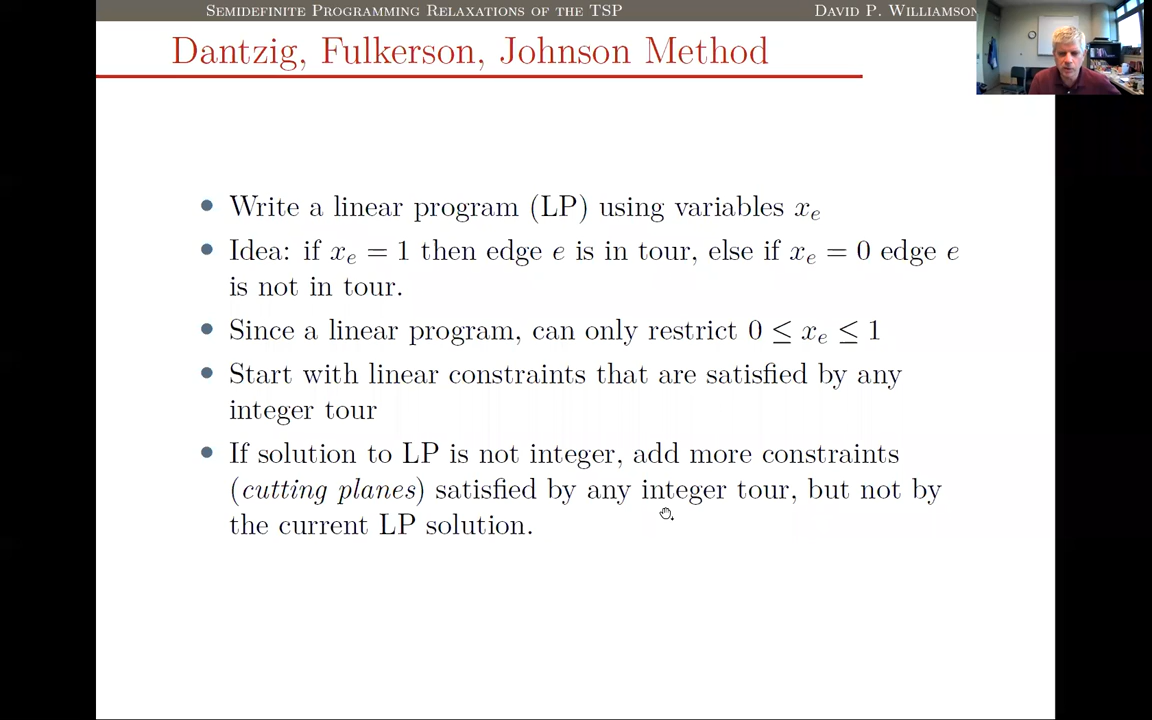 SEMIDEFINITE PROGRAMMING RELAXATIONS OF THE TSP
DAVID P. WILLIAMSON
Dantzig, Fulkerson, Johnson Method
• Write a linear program (LP) using variables xₑ
• Idea: if xₑ = 1 then edge e is in tour, else if xₑ = 0 edge e
is not in tour.
• Since a linear program, can only restrict 0 ≤ xₑ ≤ 1
• Start with linear constraints that are satisfied by any
integer tour
• If solution to LP is not integer, add more constraints
(cutting planes) satisfied by any integer tour, but not by
the current LP solution.